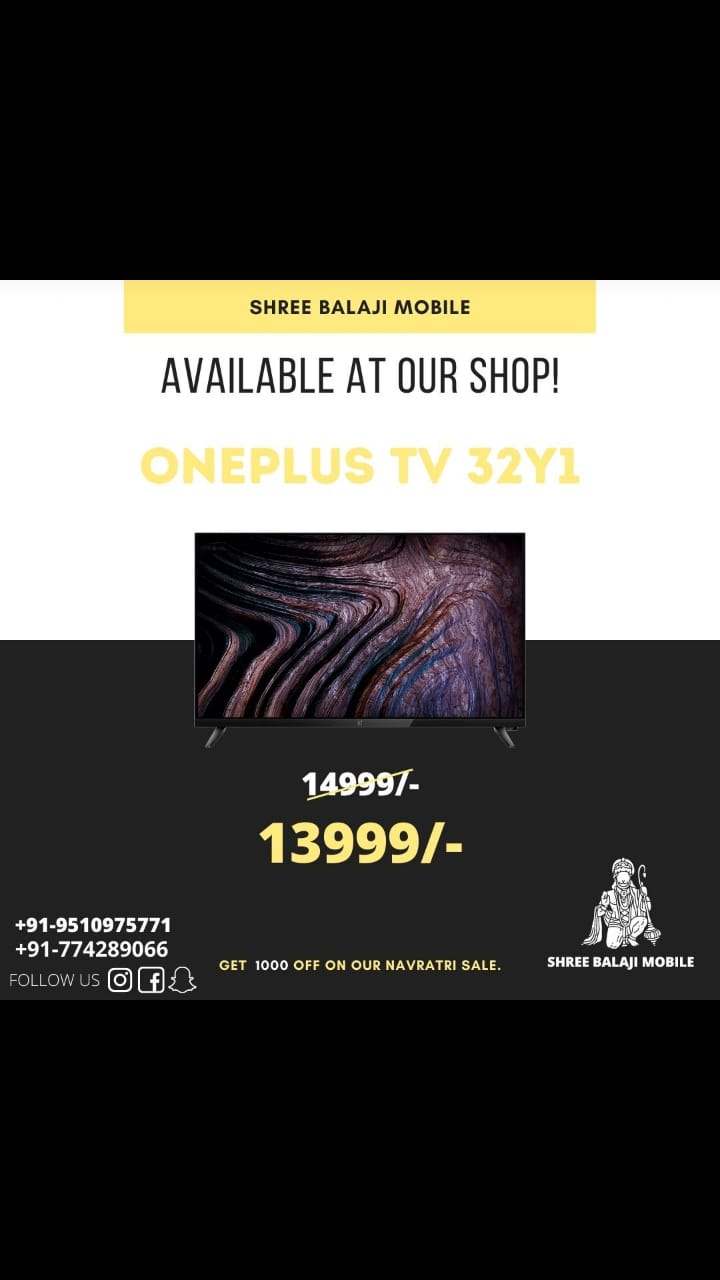 SHREE BALAJI MOBILE
AVAILABLE AT OUR SHOP!
ONEPLUS TV 32Y1
14999/-
13999/-
+91-9510975771
+91-774289066
FOLLOW US
GET 1000 OFF ON OUR NAVRATRI SALE.
SHREE BALAJI MOBILE